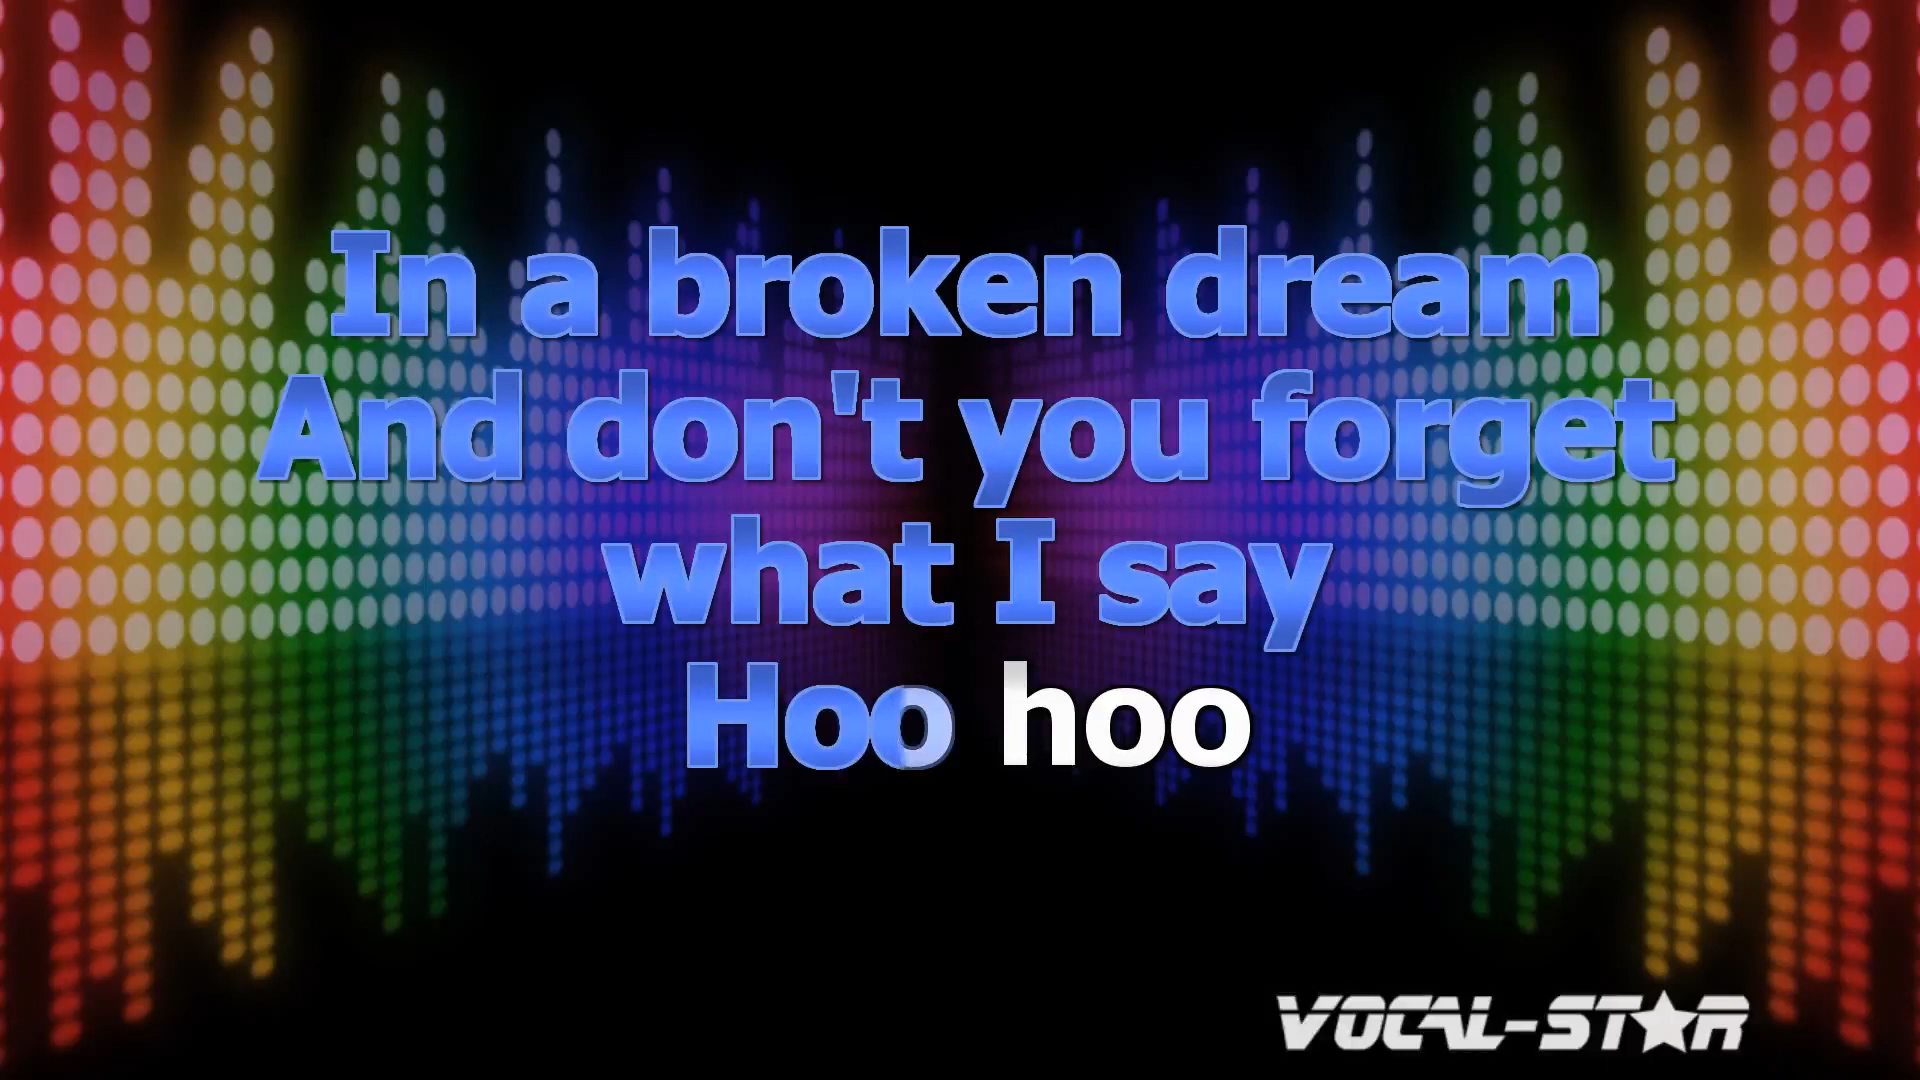 In a broken dream
And don't you forget
what I say
Hoo hoo
VOCAL-STAR